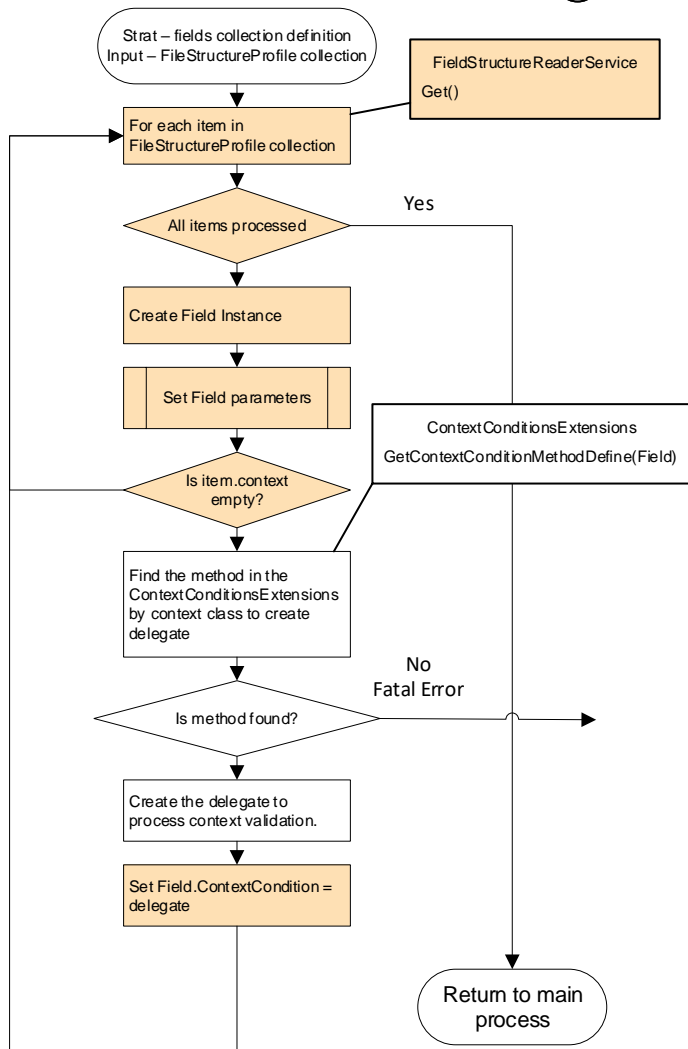 Strat – fields collection definition
Input – FileStructureProfile collection
FieldStructureReaderService
Get()
For each item in
FileStructureProfile collection
All items processed
Yes
Create Field Instance
Set Field parameters
ContextConditionsExtensions
GetContextConditionMethodDefine(Field)
Is item.context
empty?
Find the method in the
ContextConditionsExtensions
by context class to create
delegate
No
Fatal Error
Is method found?
Create the delegate to
process context validation.
Set Field.ContextCondition =
delegate
Return to main
process